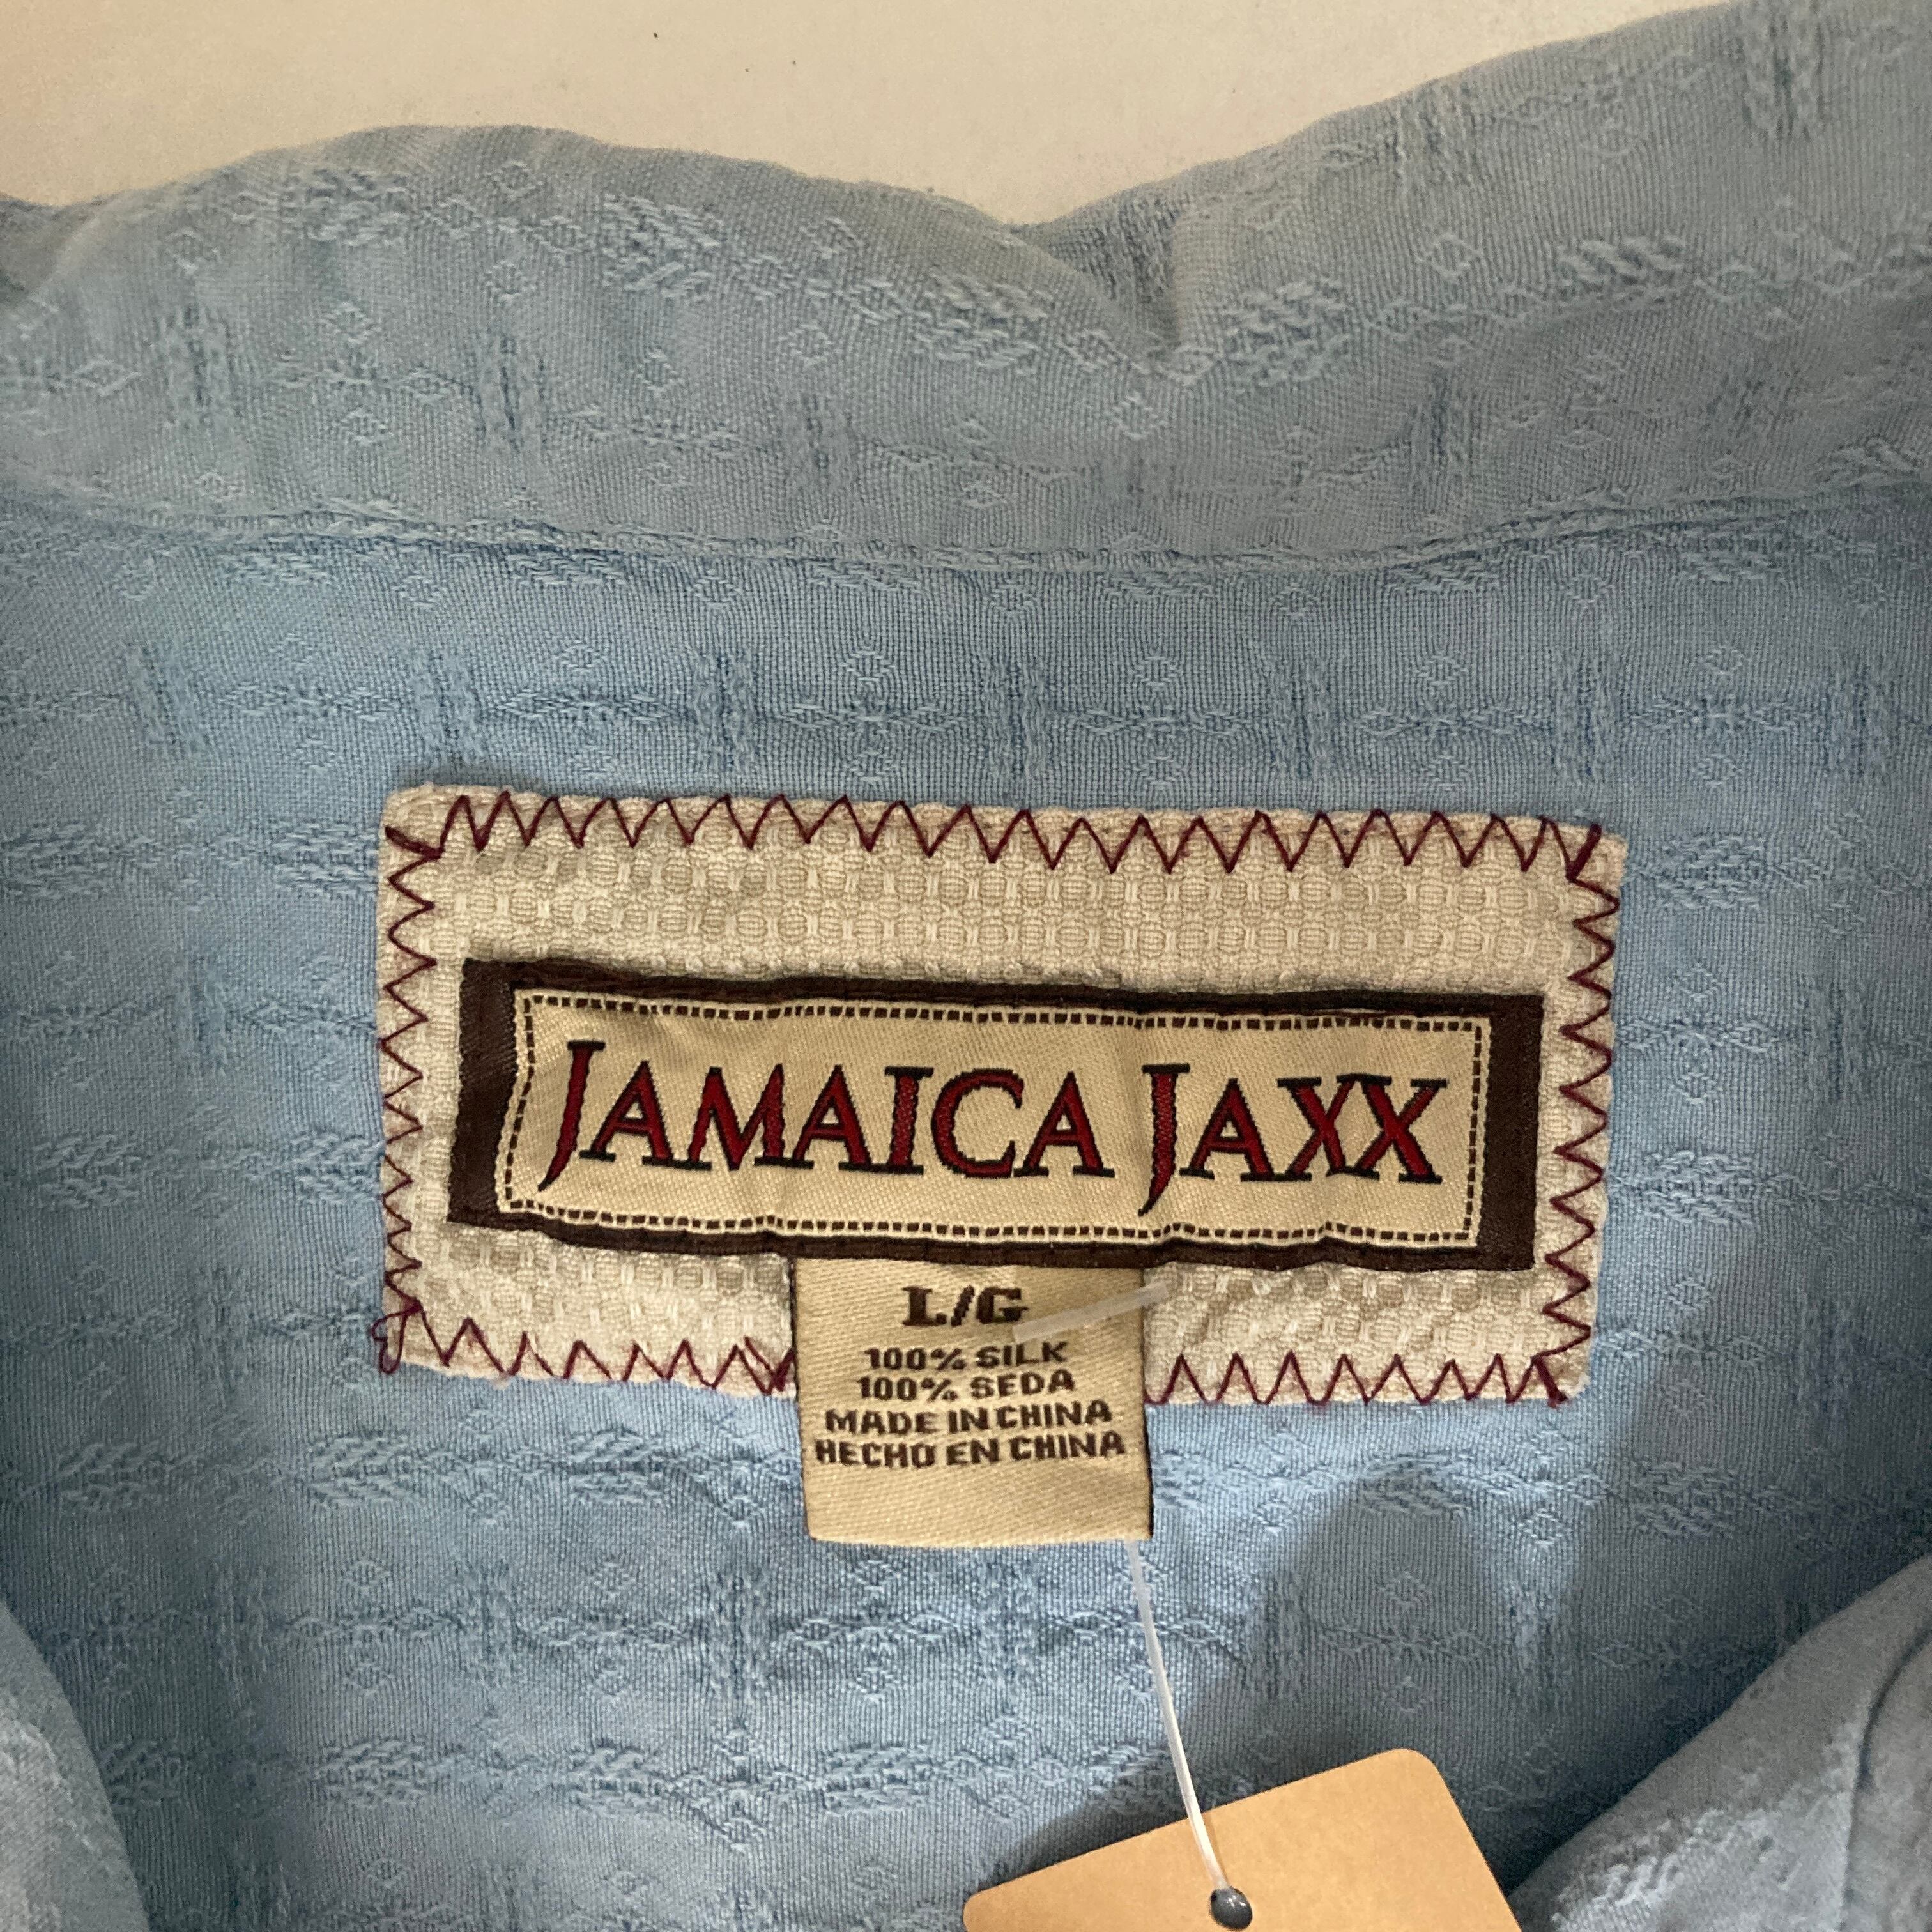 JAMAICA JAXX
L/G
100% SILK
100% SEDA
MADE IN CHINA
HECHO EN CHINA